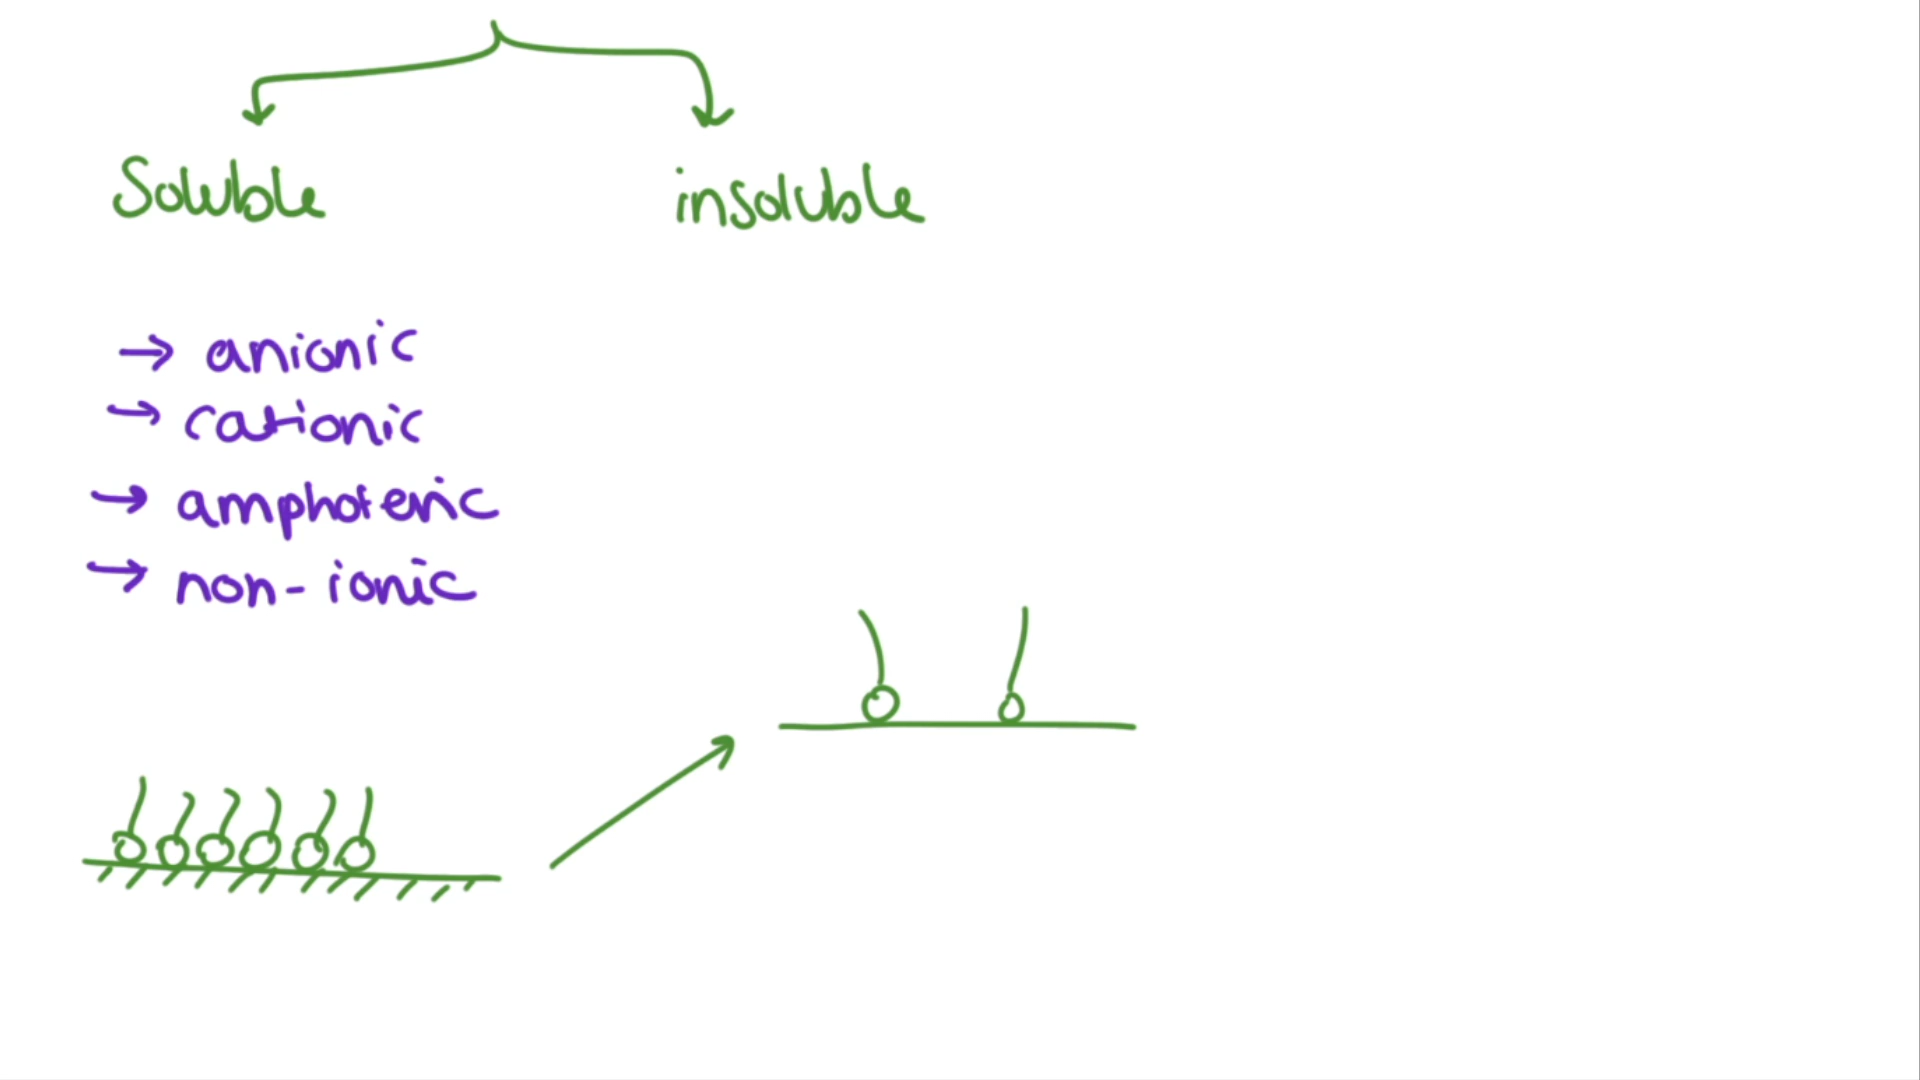 Soluble insoluble
→ anionic
→ cationic
→ amphoteric
→ non-ionic